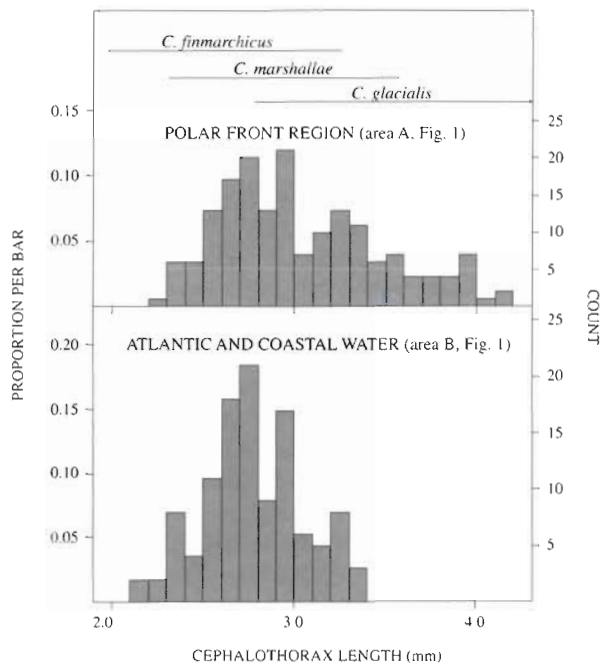 C. finmarchicus
C. marshallae
C. glacialis
0.15
25
POLAR FRONT REGION (area A, Fig. 1)
20
0.10
15
10
0.05
5
PROPORTION PER BAR
COUNT
25
0.20
ATLANTIC AND COASTAL WATER (area B, Fig. 1)
20
0.15
15
0.10
10
0.05
5
2.0 3.0 4.0
CEPHALOTHORAX LENGTH (mm)